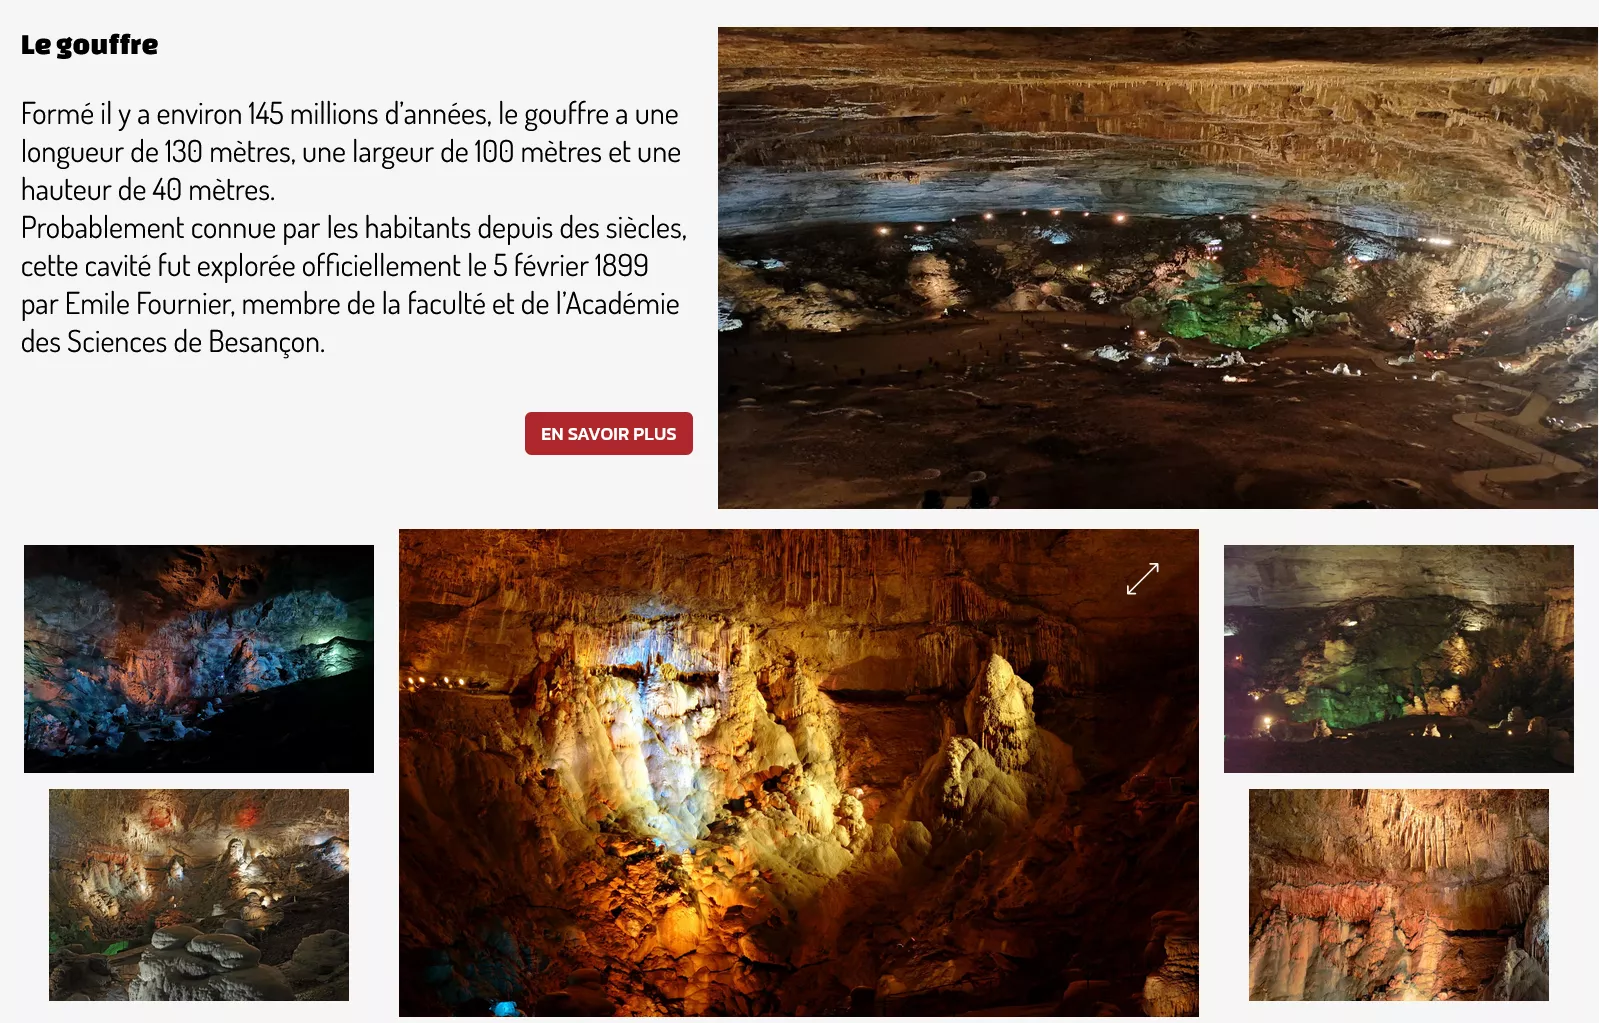 Le gouffre
Formé il y a environ 145 millions d’années, le gouffre a une
longueur de 130 mètres, une largeur de 100 mètres et une
hauteur de 40 mètres.
Probablement connue par les habitants depuis des siècles,
cette cavité fut explorée officiellement le 5 février 1899
par Emile Fournier, membre de la faculté et de l’Académie
des Sciences de Besançon.
EN SAVOIR PLUS